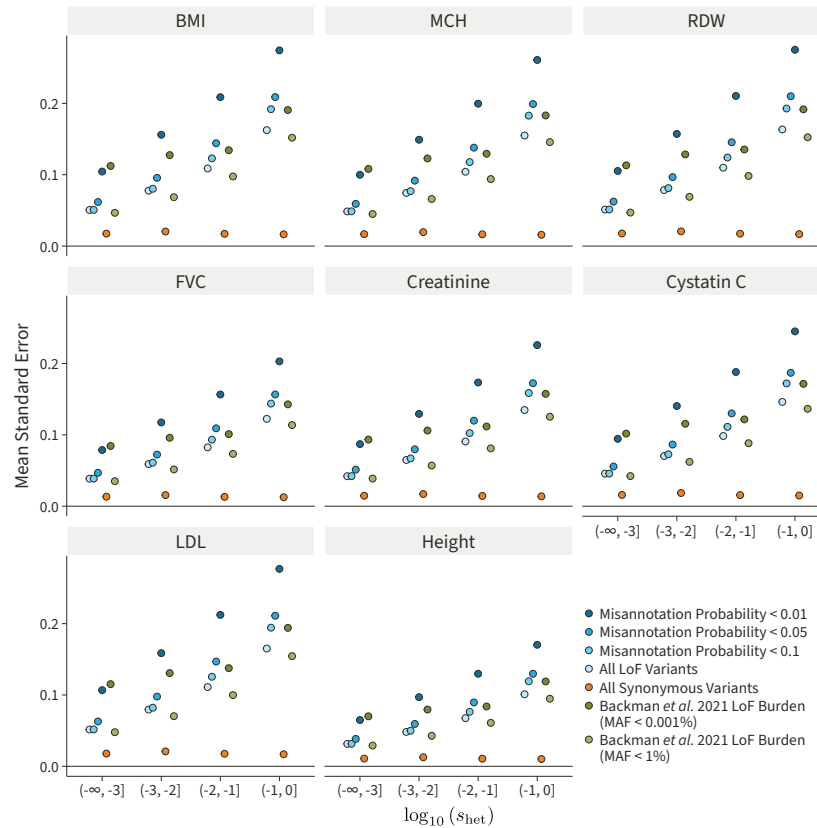 BMI
MCH
RDW
0.2
0.1
0.0
FVC
Creatinine
Cystatin C
Mean Standard Error
0.2
0.1
0.0
(-∞, -3] (-3, -2] (-2, -1] (-1, 0]
LDL
Height
0.2
0.1
0.0
Misannotation Probability < 0.01
Misannotation Probability < 0.05
Misannotation Probability < 0.1
All LoF Variants
All Synonymous Variants
Backman et al. 2021 LoF Burden
(MAF < 0.001%)
Backman et al. 2021 LoF Burden
(MAF < 1%)
(-∞, -3] (-3, -2] (-2, -1] (-1, 0]
(-∞, -3] (-3, -2] (-2, -1] (-1, 0]
log₁₀ (s_het)